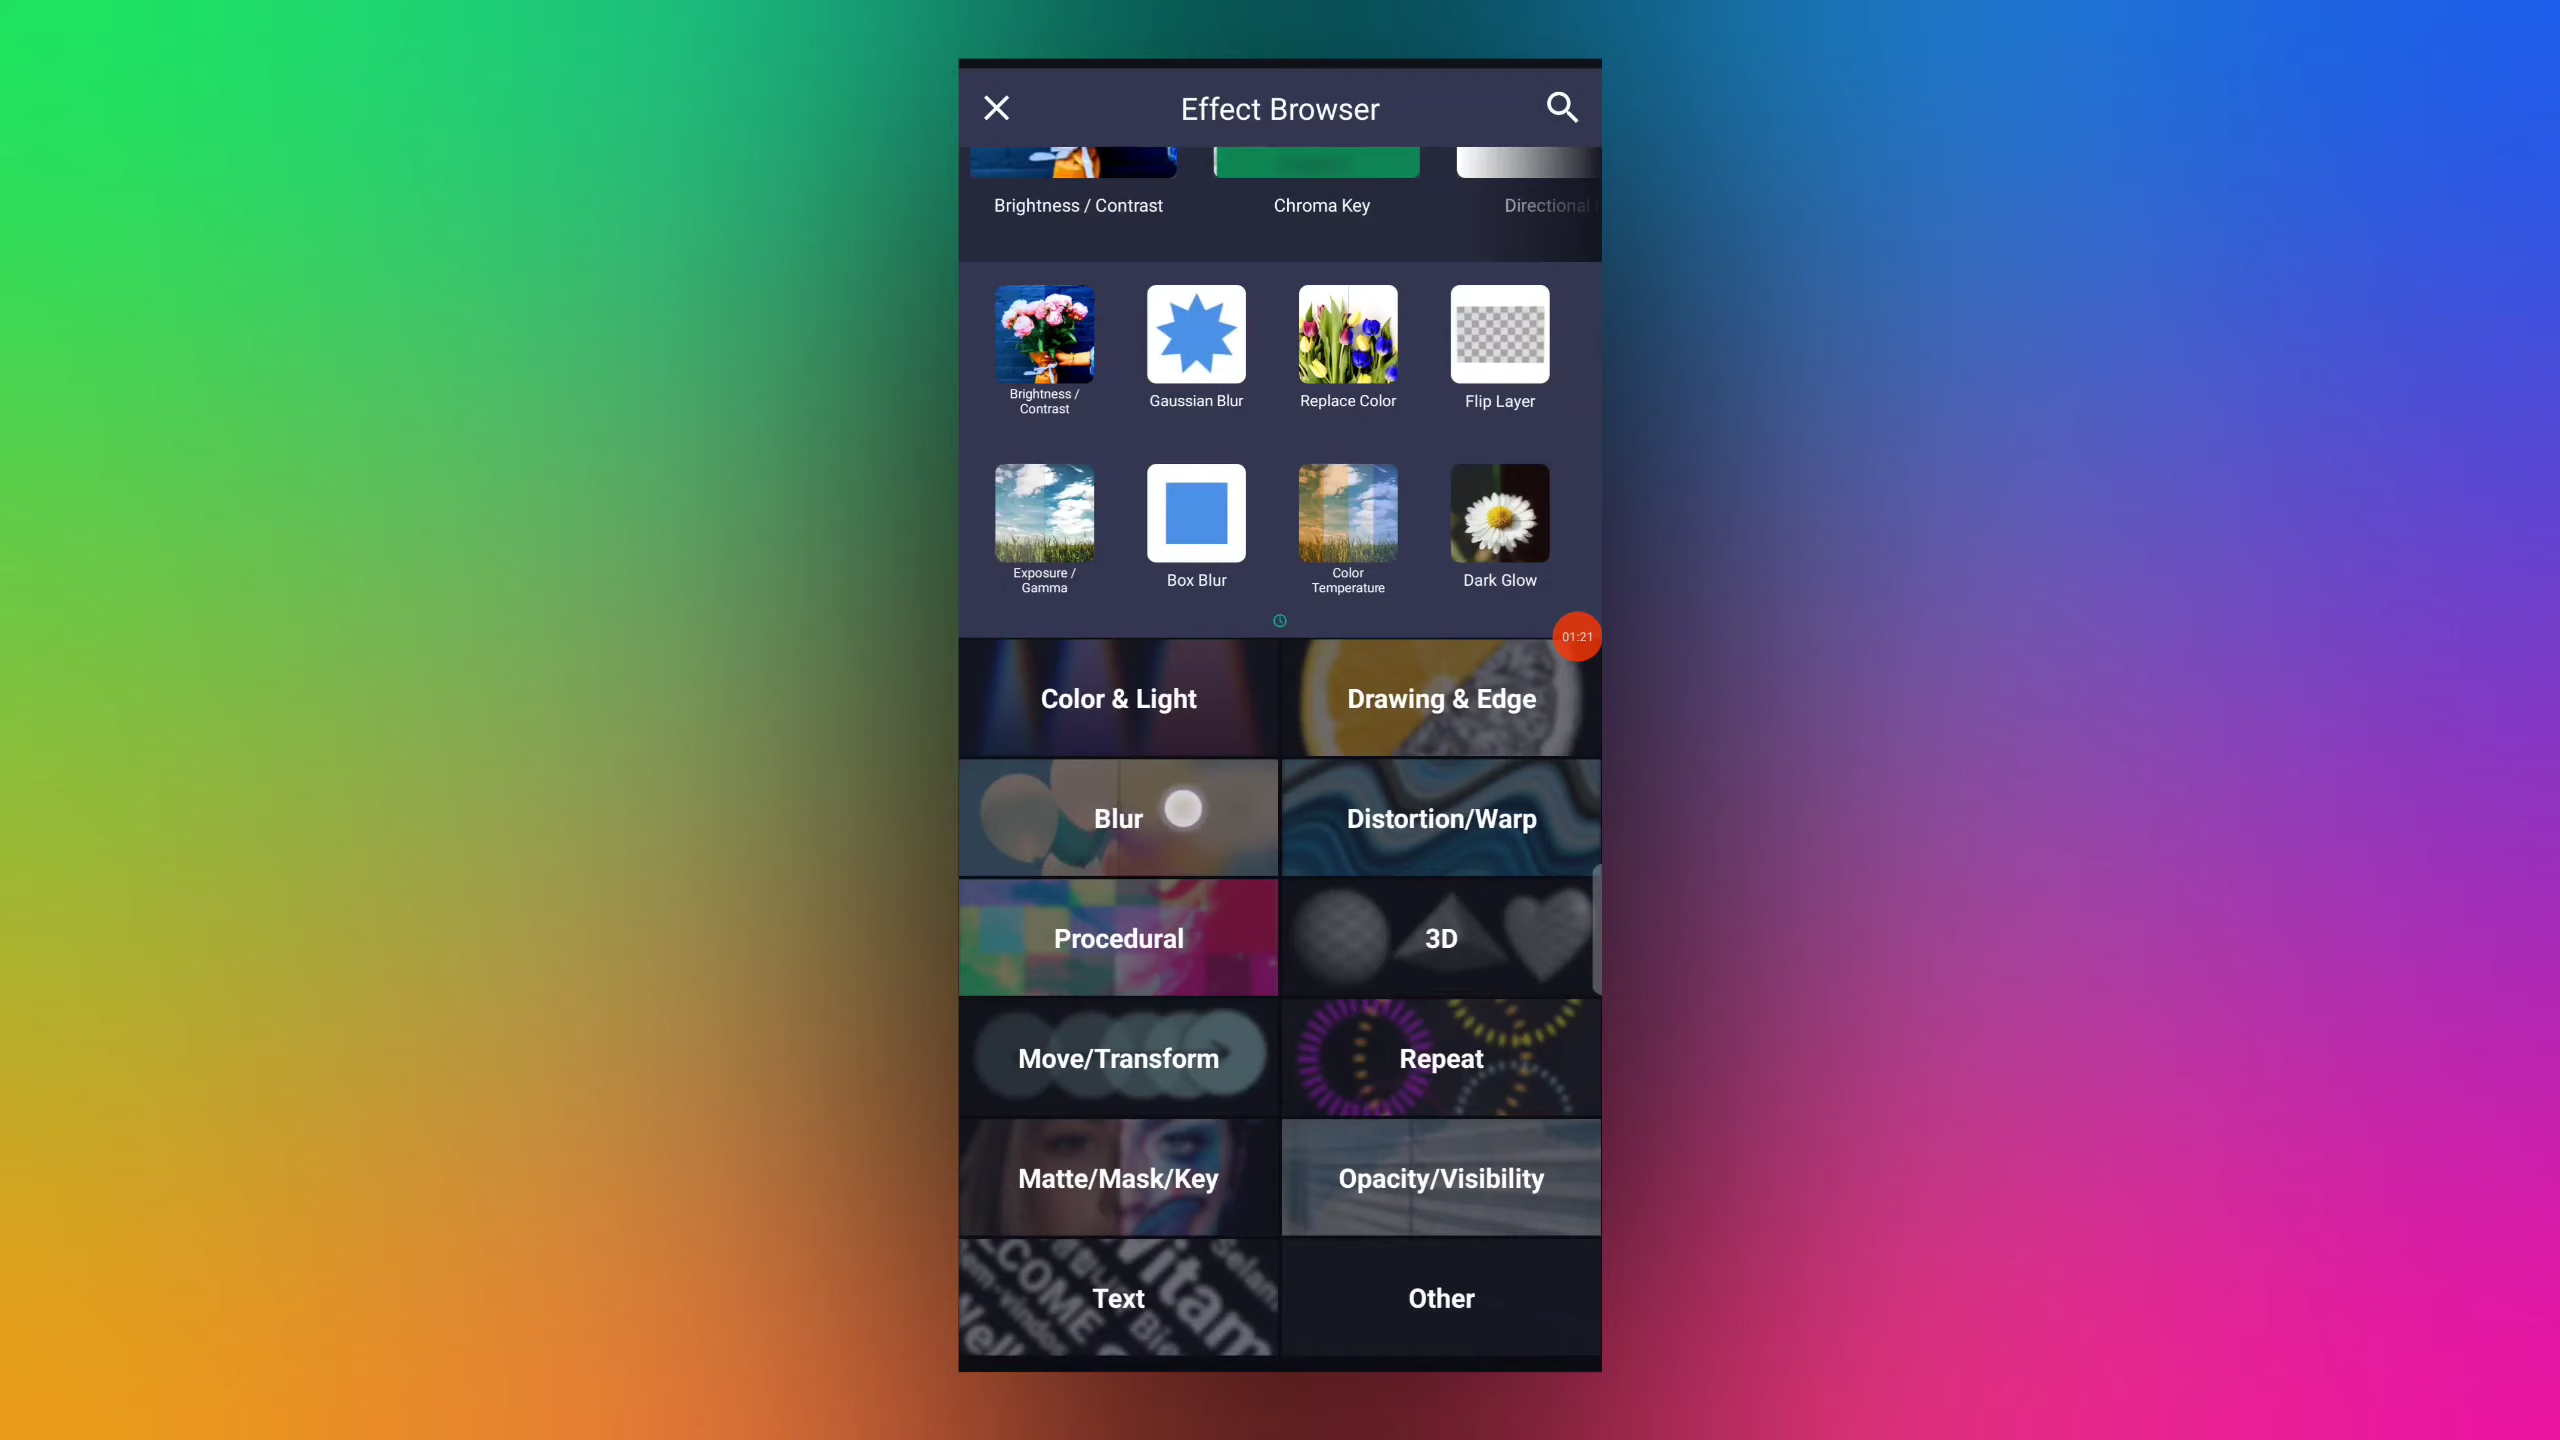 Effect Browser
Brightness / Contrast
Chroma Key
Directional
Brightness /
Contrast
Gaussian Blur
Replace Color
Flip Layer
Exposure /
Gamma
Box Blur
Color
Temperature
Dark Glow
01:21
Color & Light
Drawing & Edge
Blur
Distortion/Warp
Procedural
3D
Move/Transform
Repeat
Matte/Mask/Key
Opacity/Visibility
Text
Other